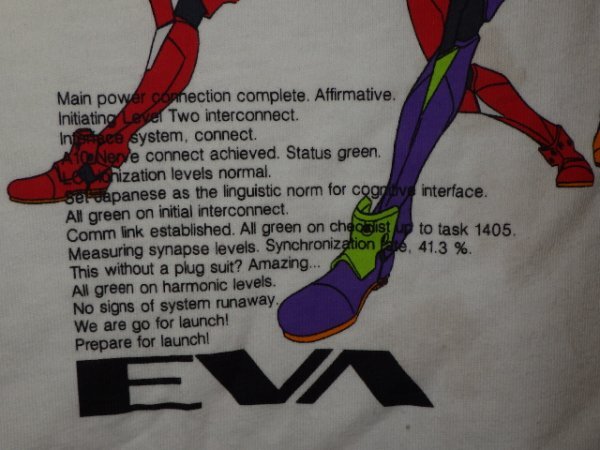 Main power connection complete. Affirmative.
Initiating Level Two interconnect.
Interface system, connect.
A10 Nerve connect achieved. Status green.
LCL ionization levels normal.
Set Japanese as the linguistic norm for cognitive interface.
All green on initial interconnect.
Comm link established. All green on checklist up to task 1405.
Measuring synapse levels. Synchronization rate, 41.3 %.
This without a plug suit? Amazing...
All green on harmonic levels.
No signs of system runaway.
We are go for launch!
Prepare for launch!
EVA